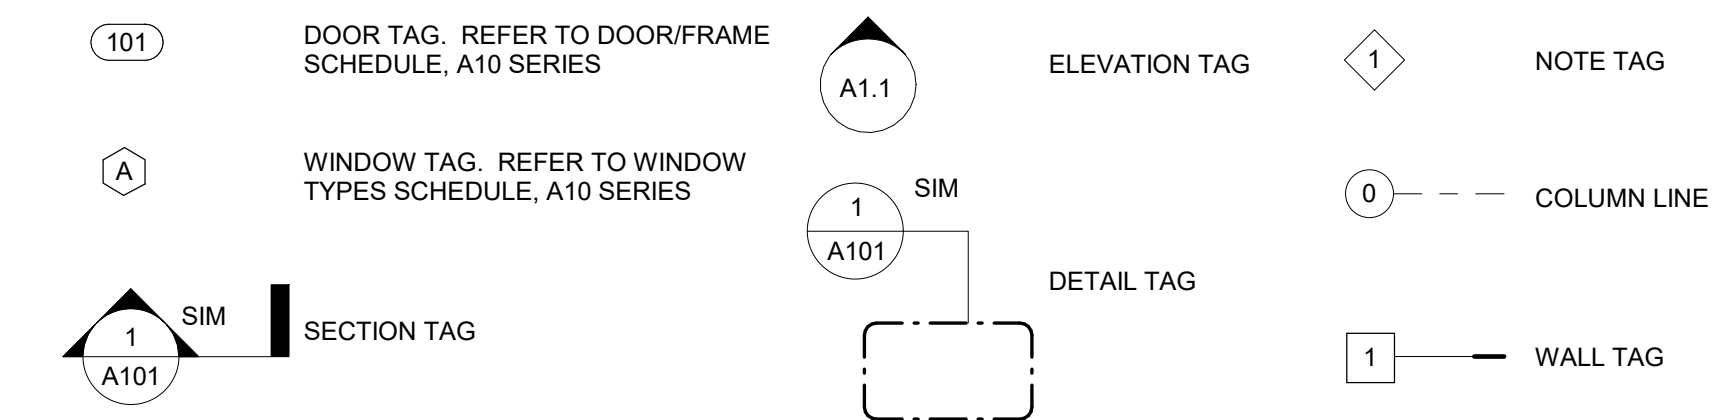 101
DOOR TAG.  REFER TO DOOR/FRAME
SCHEDULE, A10 SERIES
A
WINDOW TAG.  REFER TO WINDOW
TYPES SCHEDULE, A10 SERIES
1
A101
SIM
SECTION TAG
A1.1
ELEVATION TAG
1
A101
SIM
DETAIL TAG
1
NOTE TAG
0
COLUMN LINE
1
WALL TAG